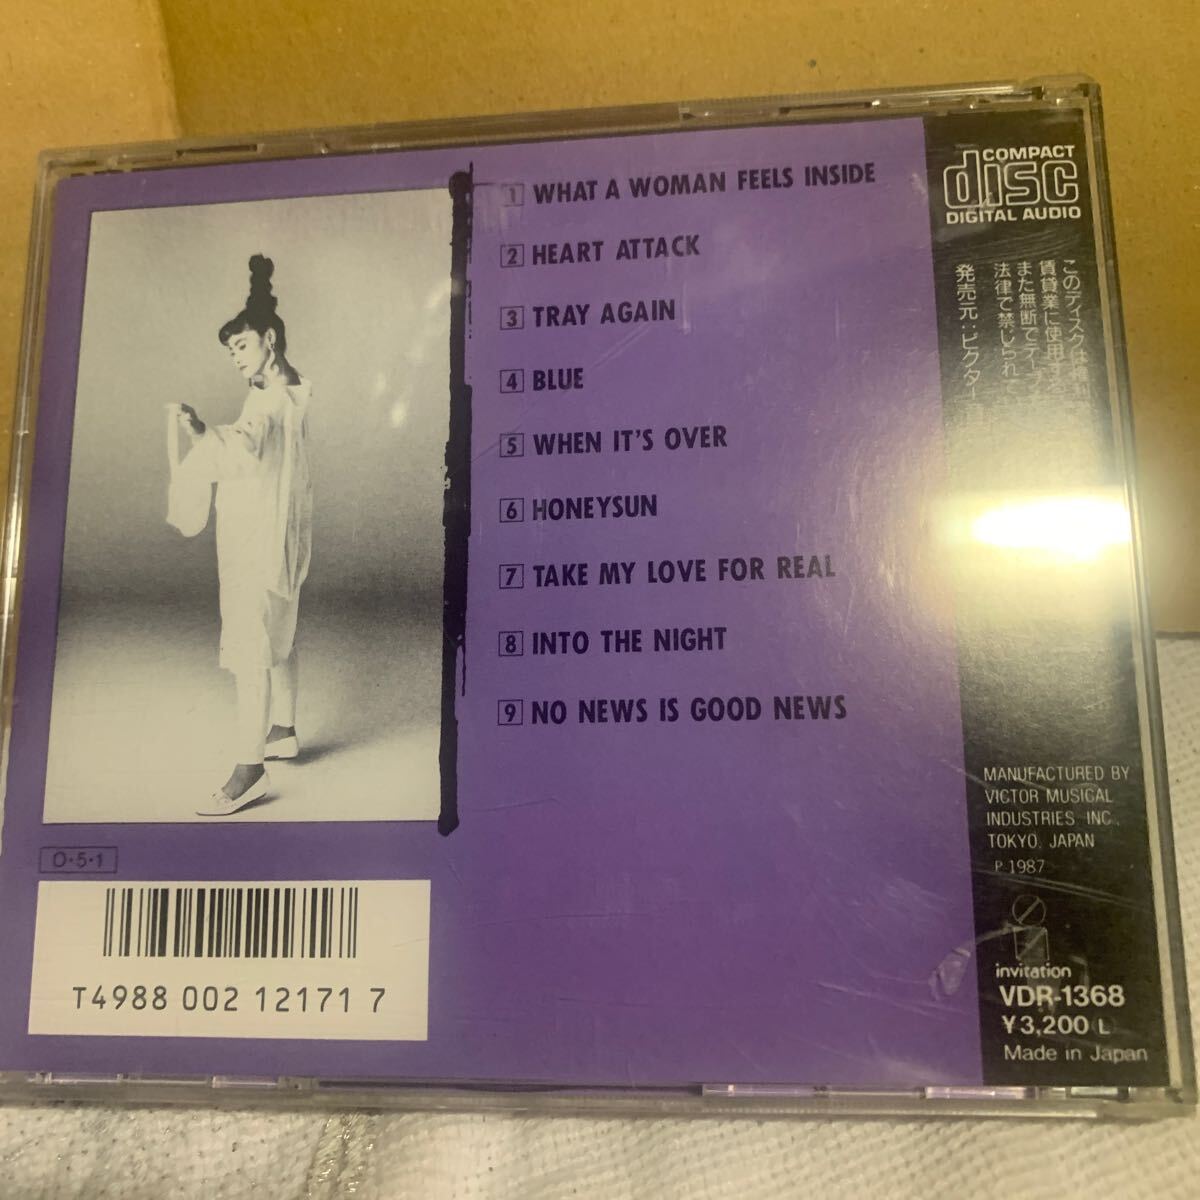 1 WHAT A WOMAN FEELS INSIDE
2 HEART ATTACK
3 TRAY AGAIN
4 BLUE
5 WHEN IT'S OVER
6 HONEYSUN
7 TAKE MY LOVE FOR REAL
8 INTO THE NIGHT
9 NO NEWS IS GOOD NEWS
O·5·1
T4988 002 12171 7
COMPACT
disc
DIGITAL AUDIO
このディスクは
賃貸業に使用する
また無断でテープ
法律で禁じられて
発売元:ビクター
MANUFACTURED BY
VICTOR MUSICAL
INDUSTRIES INC.,
TOKYO, JAPAN
P 1987
invitation
VDR-1368
¥3,200 L
Made in Japan